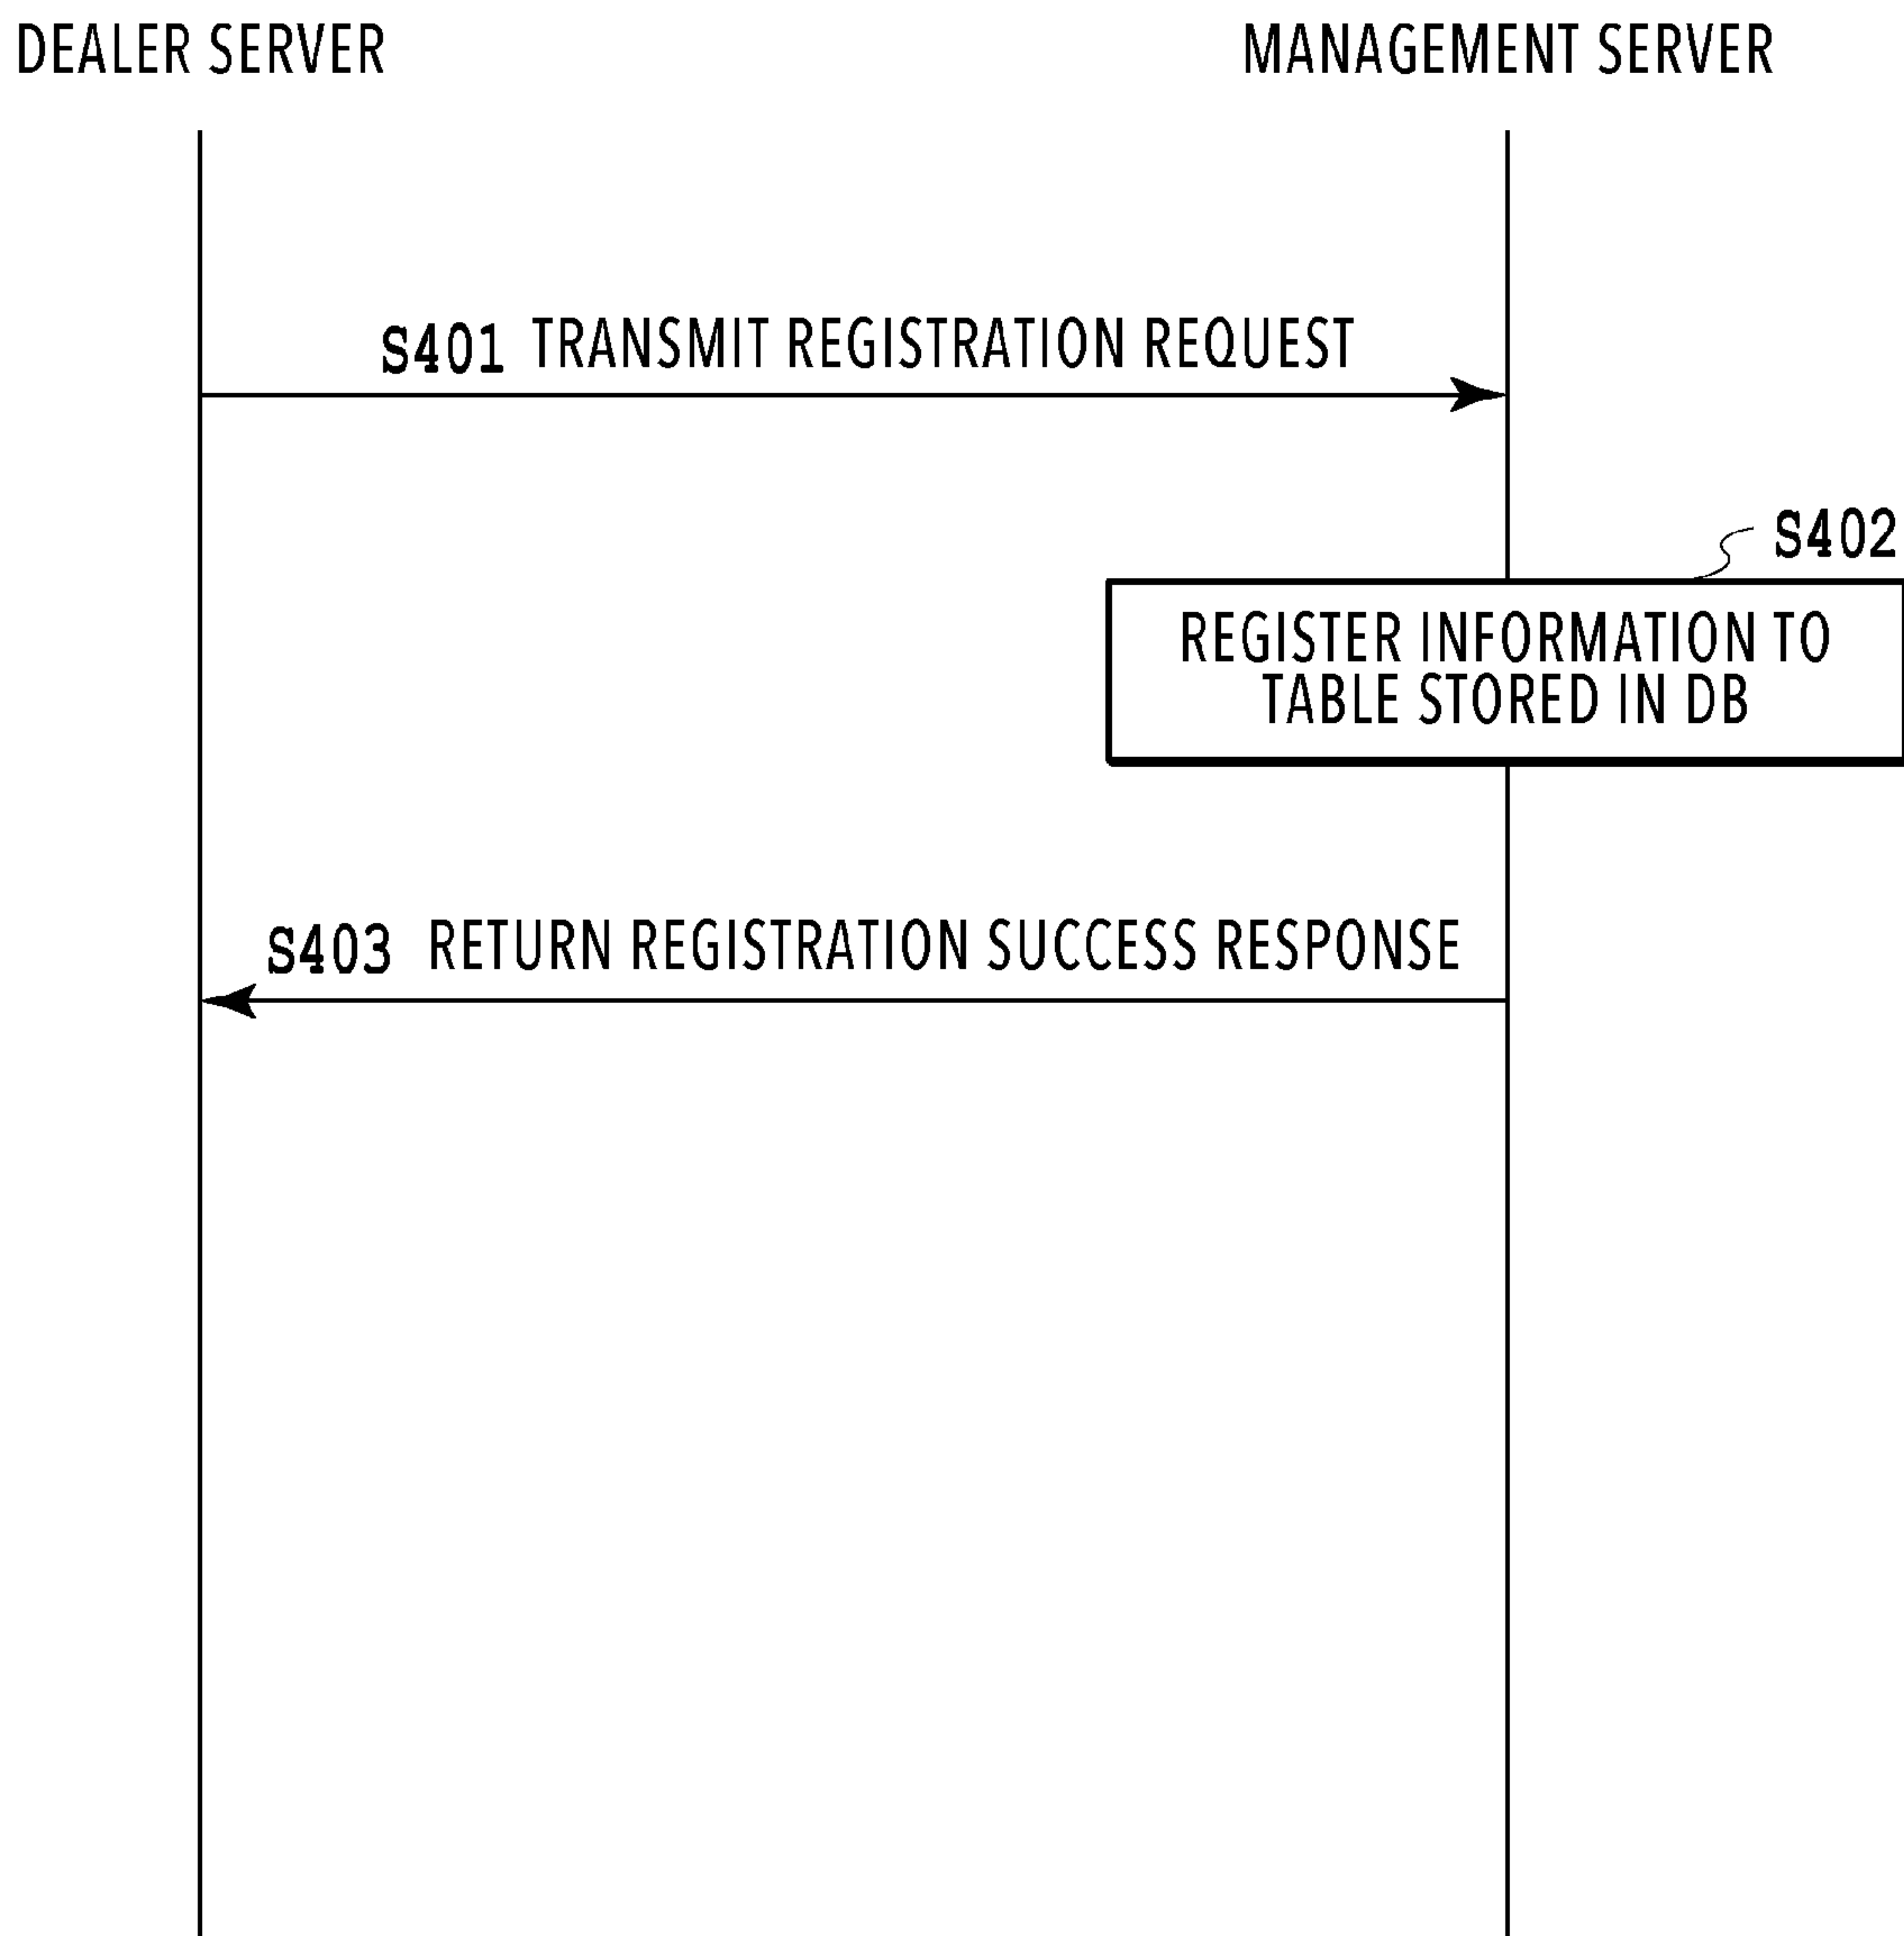 DEALER SERVER
MANAGEMENT SERVER
S401 TRANSMIT REGISTRATION REQUEST
S402
REGISTER INFORMATION TO
TABLE STORED IN DB
S403 RETURN REGISTRATION SUCCESS RESPONSE